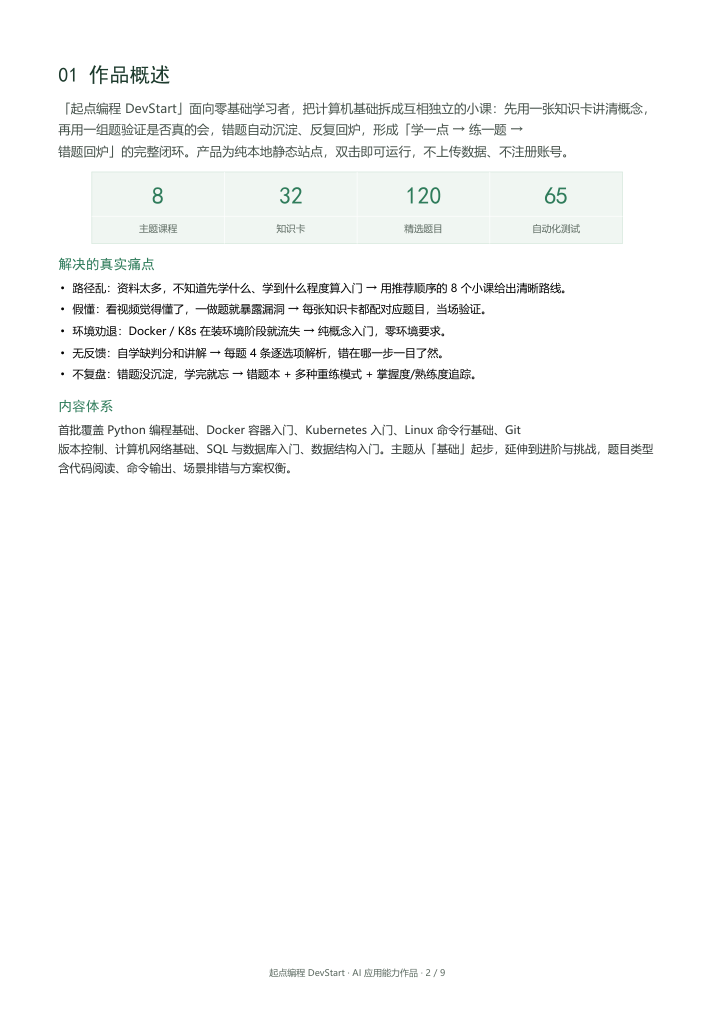 01 作品概述
「起点编程 DevStart」面向零基础学习者，把计算机基础拆成互相独立的小课：先用一张知识卡讲清概念，
再用一组题验证是否真的会，错题自动沉淀、反复回炉，形成「学一点 → 练一题 →
错题回炉」的完整闭环。产品为纯本地静态站点，双击即可运行，不上传数据、不注册账号。
8 32 120 65
主题课程 知识卡 精选题目 自动化测试
解决的真实痛点
• 路径乱：资料太多，不知道先学什么、学到什么程度算入门 → 用推荐顺序的 8 个小课给出清晰路线。
• 假懂：看视频觉得懂了，一做题就暴露漏洞 → 每张知识卡都配对应题目，当场验证。
• 环境劝退：Docker / K8s 在装环境阶段就流失 → 纯概念入门，零环境要求。
• 无反馈：自学缺判分和讲解 → 每题 4 条逐选项解析，错在哪一步一目了然。
• 不复盘：错题没沉淀，学完就忘 → 错题本 + 多种重练模式 + 掌握度/熟练度追踪。
内容体系
首批覆盖 Python 编程基础、Docker 容器入门、Kubernetes 入门、Linux 命令行基础、Git
版本控制、计算机网络基础、SQL 与数据库入门、数据结构入门。主题从「基础」起步，延伸到进阶与挑战，题目类型
含代码阅读、命令输出、场景排错与方案权衡。
起点编程 DevStart · AI 应用能力作品 · 2 / 9